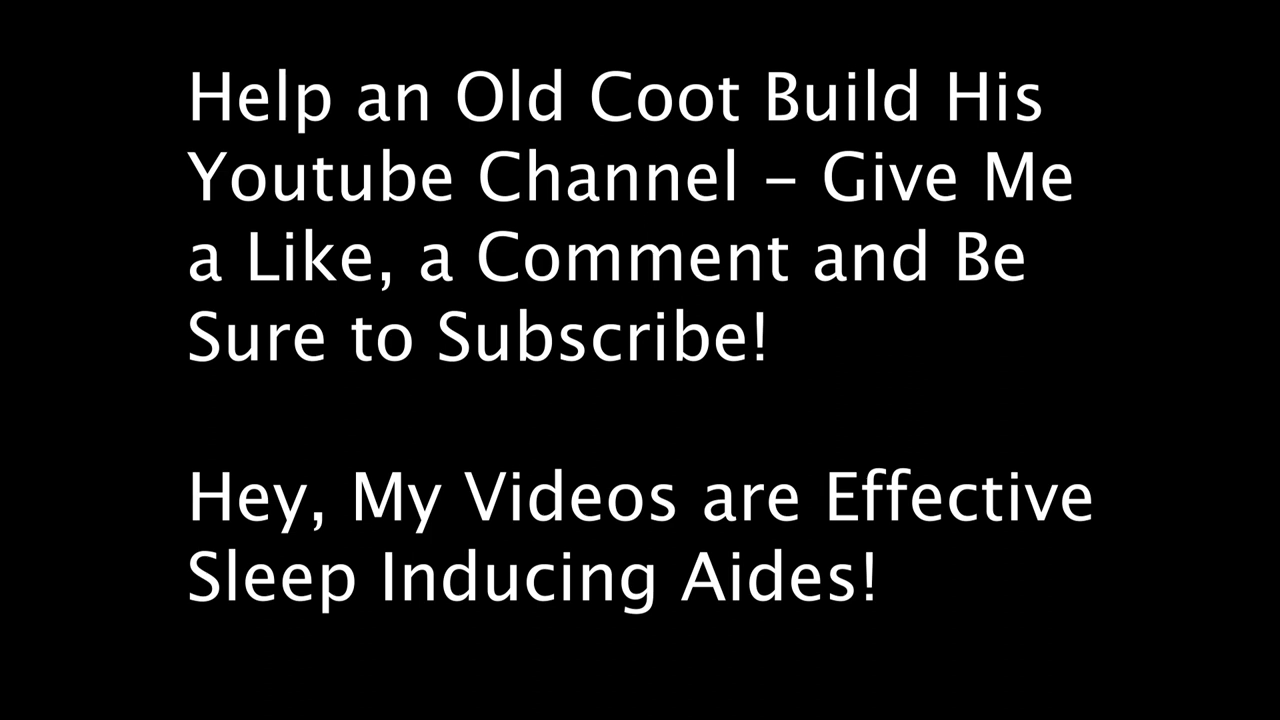 Help an Old Coot Build His
Youtube Channel - Give Me
a Like, a Comment and Be
Sure to Subscribe!
Hey, My Videos are Effective
Sleep Inducing Aides!